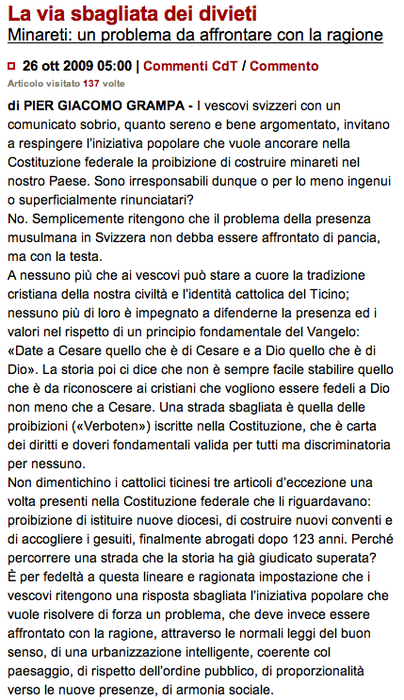 La via sbagliata dei divieti
Minareti: un problema da affrontare con la ragione
26 ott 2009 05:00 | Commenti CdT / Commento
Articolo visitato 137 volte
di PIER GIACOMO GRAMPA - I vescovi svizzeri con un
comunicato sobrio, quanto sereno e bene argomentato, invitano
a respingere l'iniziativa popolare che vuole ancorare nella
Costituzione federale la proibizione di costruire minareti nel
nostro Paese. Sono irresponsabili dunque o per lo meno ingenui
o superficialmente rinunciatari?
No. Semplicemente ritengono che il problema della presenza
musulmana in Svizzera non debba essere affrontato di pancia,
ma con la testa.
A nessuno più che ai vescovi può stare a cuore la tradizione
cristiana della nostra civiltà e l'identità cattolica del Ticino;
nessuno più di loro è impegnato a difenderne la presenza ed i
valori nel rispetto di un principio fondamentale del Vangelo:
«Date a Cesare quello che è di Cesare e a Dio quello che è di
Dio». La storia poi ci dice che non è sempre facile stabilire quello
che è da riconoscere ai cristiani che vogliono essere fedeli a Dio
non meno che a Cesare. Una strada sbagliata è quella delle
proibizioni («Verboten») iscritte nella Costituzione, che è carta
dei diritti e doveri fondamentali valida per tutti ma discriminatoria
per nessuno.
Non dimentichino i cattolici ticinesi tre articoli d'eccezione una
volta presenti nella Costituzione federale che li riguardavano:
proibizione di istituire nuove diocesi, di costruire nuovi conventi e
di accogliere i gesuiti, finalmente abrogati dopo 123 anni. Perché
percorrere una strada che la storia ha già giudicato superata?
È per fedeltà a questa lineare e ragionata impostazione che i
vescovi ritengono una risposta sbagliata l'iniziativa popolare che
vuole risolvere di forza un problema, che deve invece essere
affrontato con la ragione, attraverso le normali leggi del buon
senso, di una urbanizzazione intelligente, coerente col
paesaggio, di rispetto dell'ordine pubblico, di proporzionalità
verso le nuove presenze, di armonia sociale.